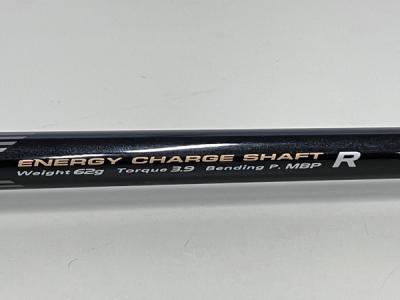 ENERGY CHARGE SHAFT R
Weight 62g Torque 3.9 Bending P. MBP